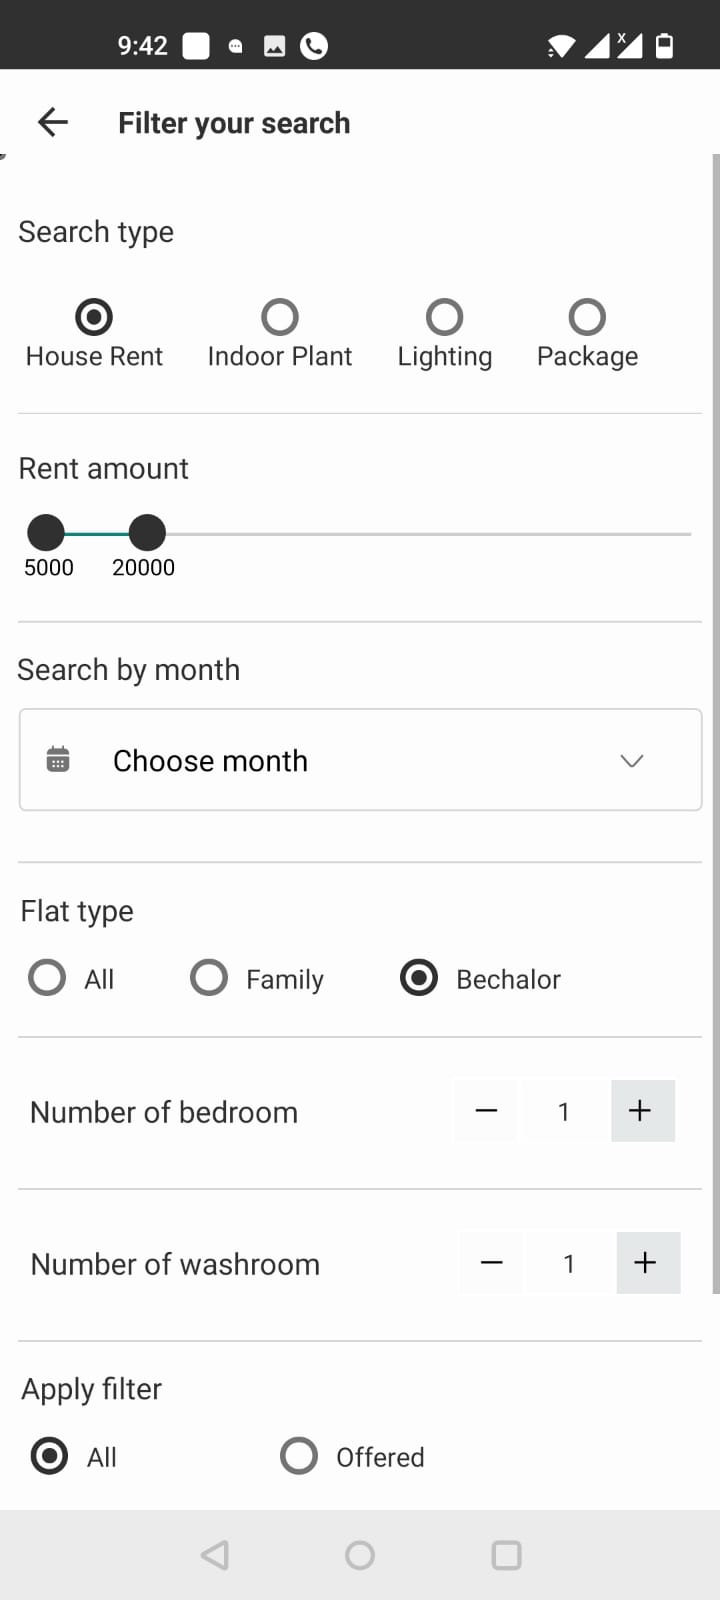 9:42
Filter your search
Search type
House Rent Indoor Plant Lighting Package
Rent amount
5000 20000
Search by month
Choose month
Flat type
All Family Bechalor
Number of bedroom − 1 +
Number of washroom − 1 +
Apply filter
All Offered